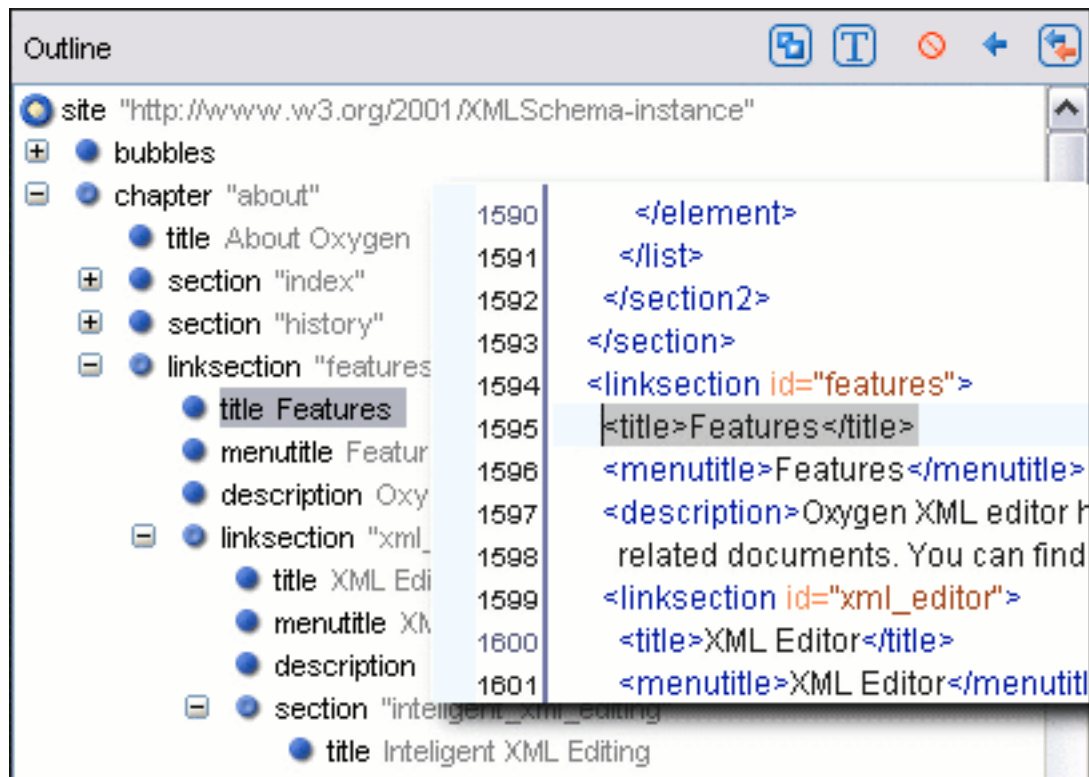 Outline
site "http://www.w3.org/2001/XMLSchema-instance"
bubbles
chapter "about"
title About Oxygen
section "index"
section "history"
linksection "features
title Features
menutitle Featur
description Oxy
linksection "xml_
title XML Edi
menutitle XM
description
section "inteligent_xml_editing
title Inteligent XML Editing
1590 </element>
1591 </list>
1592 </section2>
1593 </section>
1594 <linksection id="features">
1595 <title>Features</title>
1596 <menutitle>Features</menutitle>
1597 <description>Oxygen XML editor h
1598 related documents. You can find
1599 <linksection id="xml_editor">
1600 <title>XML Editor</title>
1601 <menutitle>XML Editor</menutitl